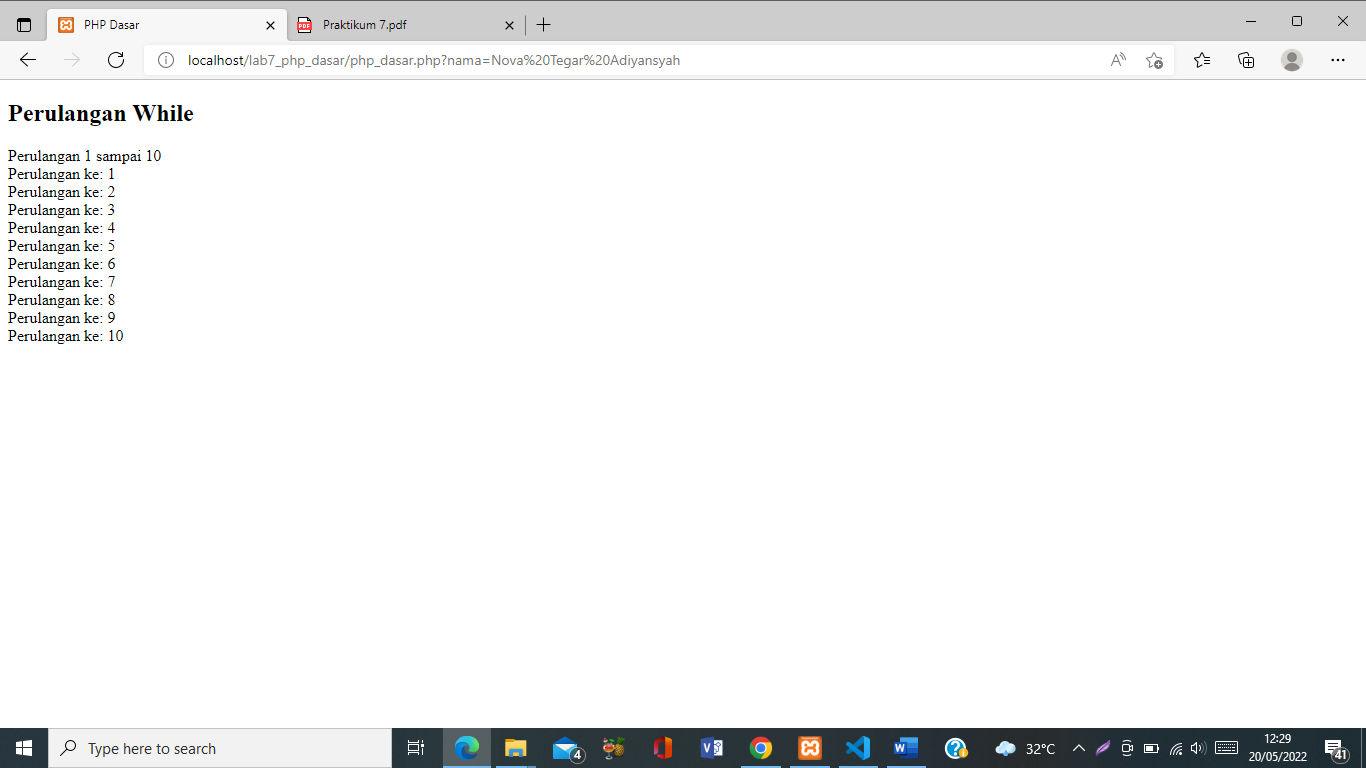 PHP Dasar
PDF
Praktikum 7.pdf
localhost/lab7_php_dasar/php_dasar.php?nama=Nova%20Tegar%20Adiyansyah
Perulangan While
Perulangan 1 sampai 10
Perulangan ke: 1
Perulangan ke: 2
Perulangan ke: 3
Perulangan ke: 4
Perulangan ke: 5
Perulangan ke: 6
Perulangan ke: 7
Perulangan ke: 8
Perulangan ke: 9
Perulangan ke: 10
Type here to search
4
32°C
12:29
20/05/2022
41